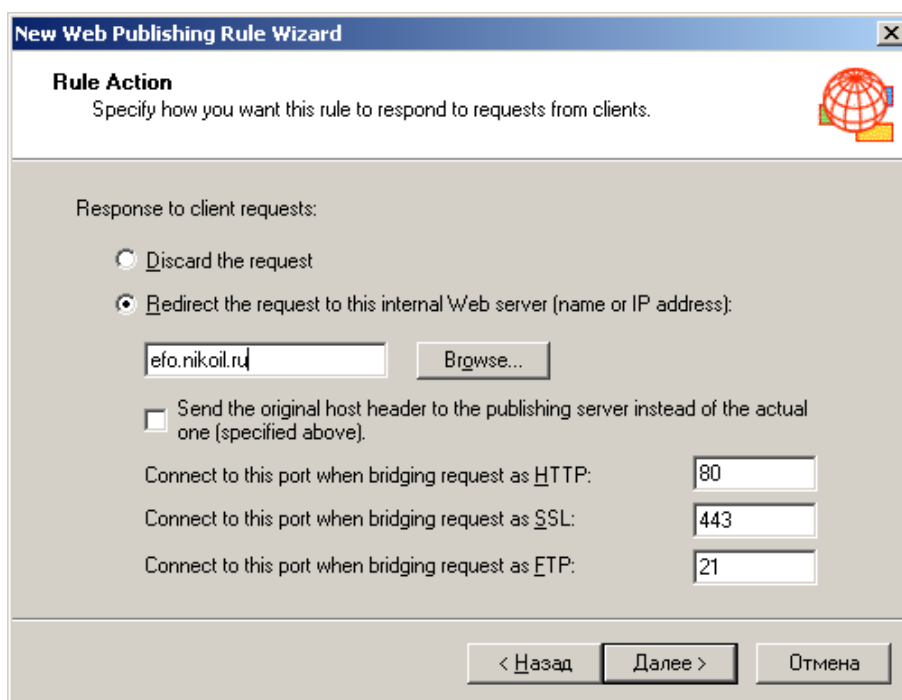 New Web Publishing Rule Wizard
Rule Action
Specify how you want this rule to respond to requests from clients.
Response to client requests:
Discard the request
Redirect the request to this internal Web server (name or IP address):
efo.nikoil.ru
Browse...
Send the original host header to the publishing server instead of the actual
one (specified above).
Connect to this port when bridging request as HTTP: 80
Connect to this port when bridging request as SSL: 443
Connect to this port when bridging request as FTP: 21
< Назад Далее > Отмена